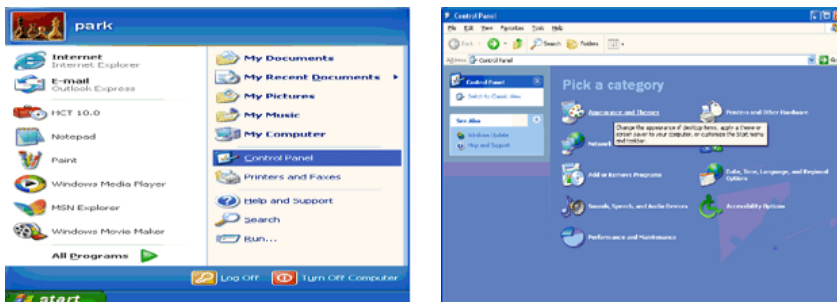 park
Internet
Internet Explorer
E-mail
Outlook Express
HCT 10.0
Notepad
Paint
Windows Media Player
MSN Explorer
Windows Movie Maker
All Programs
My Documents
My Recent Documents
My Pictures
My Music
My Computer
Control Panel
Printers and Faxes
Help and Support
Search
Run...
Log Off
Turn Off Computer
start
Control Panel
File Edit View Favorites Tools Help
Back Search Folders
Address Control Panel Go
Control Panel
Switch to Classic View
See Also
Windows Update
Help and Support
Pick a category
Appearance and Themes
Printers and Other Hardware
Change the appearance of desktop items, apply a theme or
screen saver to your computer, or customize the Start menu
and taskbar.
Network
Add or Remove Programs
Date, Time, Language, and Regional
Options
Sounds, Speech, and Audio Devices
Accessibility Options
Performance and Maintenance